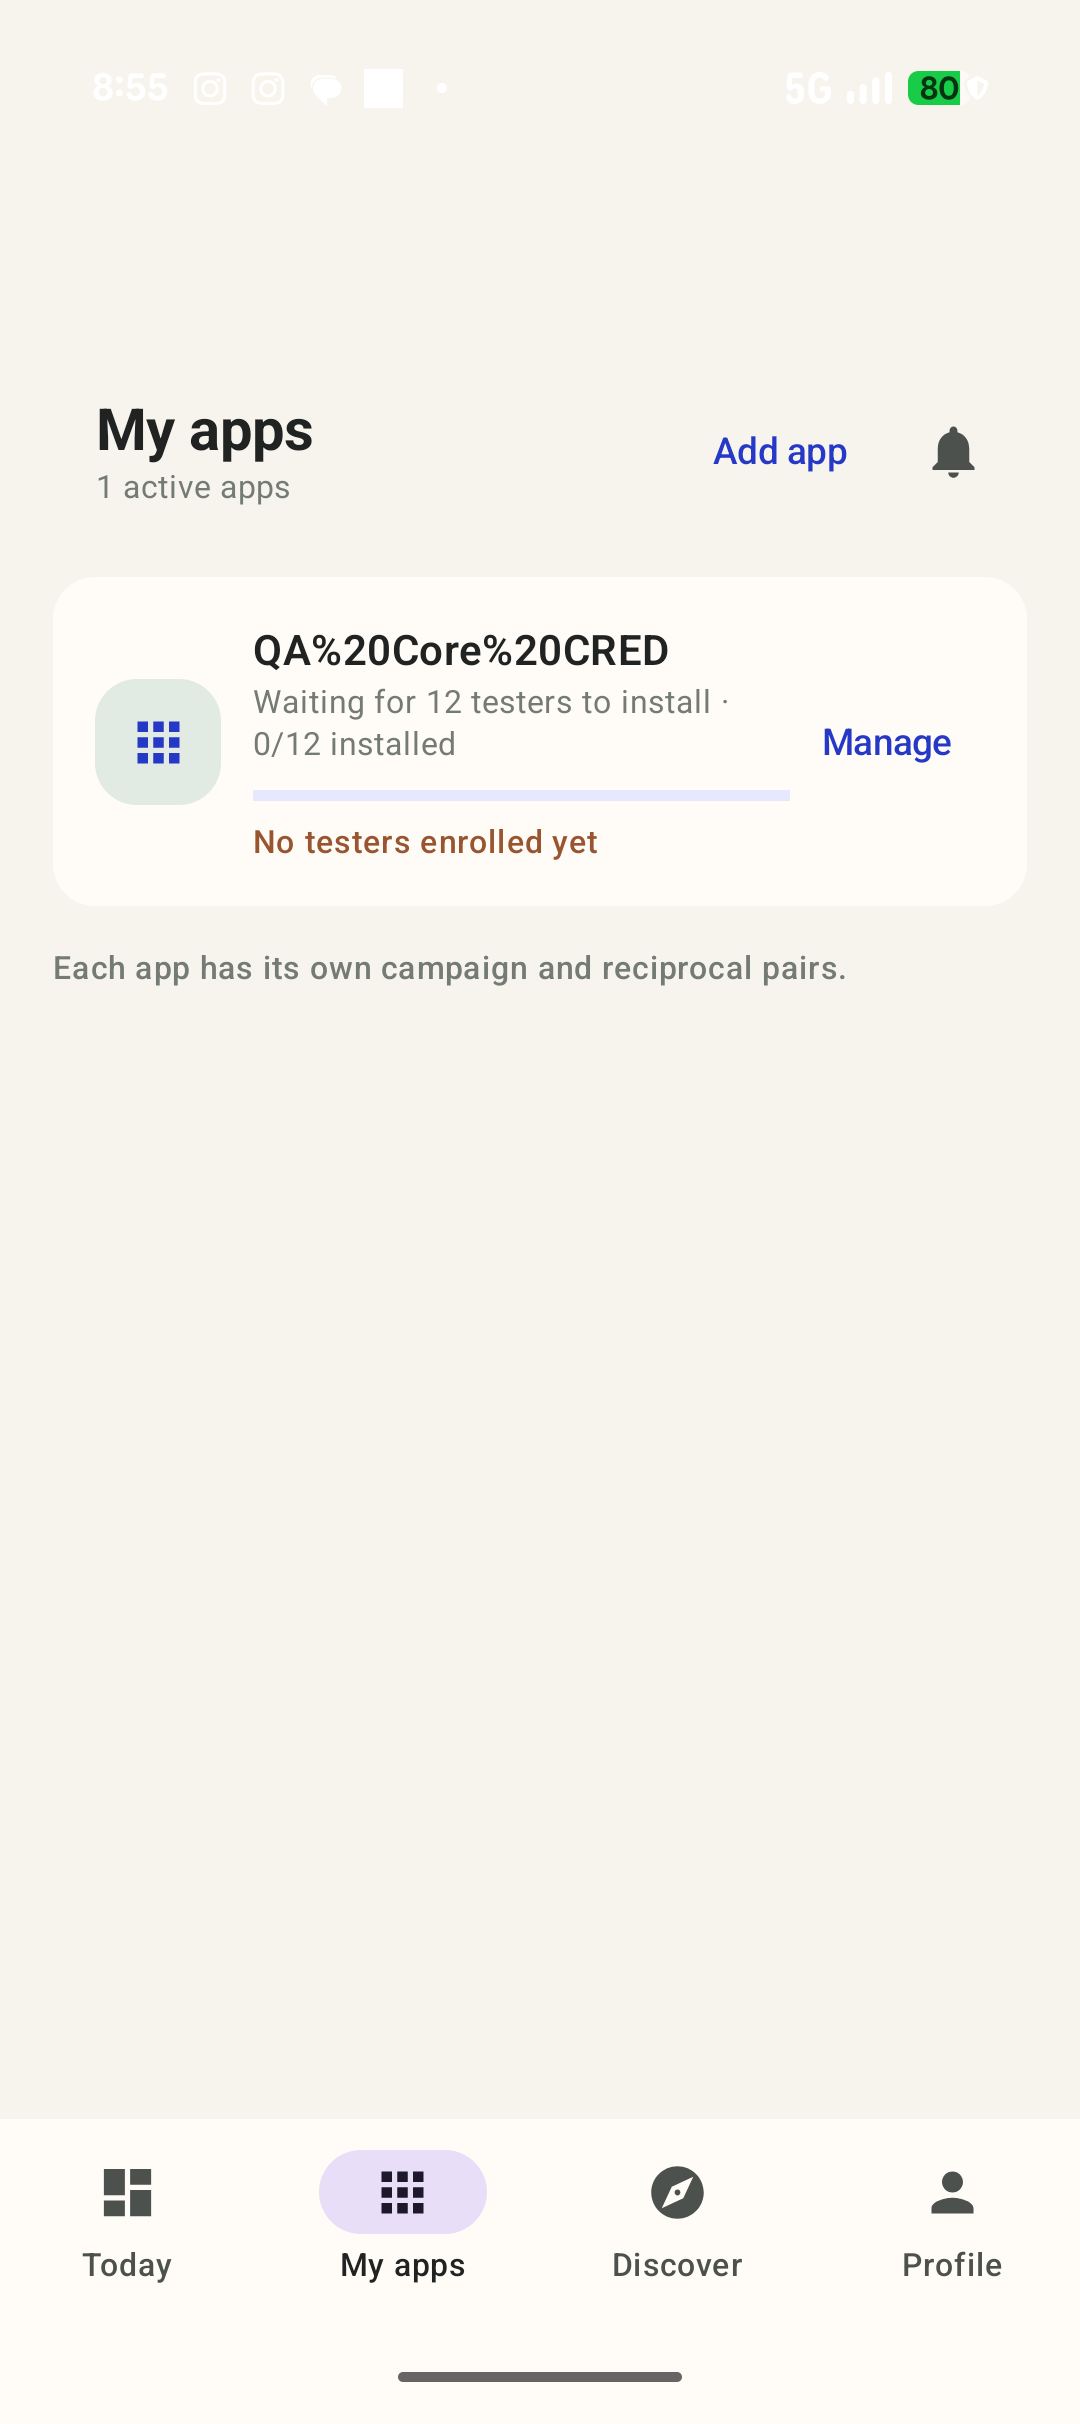 8:55
5G
80
My apps
1 active apps
Add app
QA%20Core%20CRED
Waiting for 12 testers to install ·
0/12 installed
Manage
No testers enrolled yet
Each app has its own campaign and reciprocal pairs.
Today
My apps
Discover
Profile